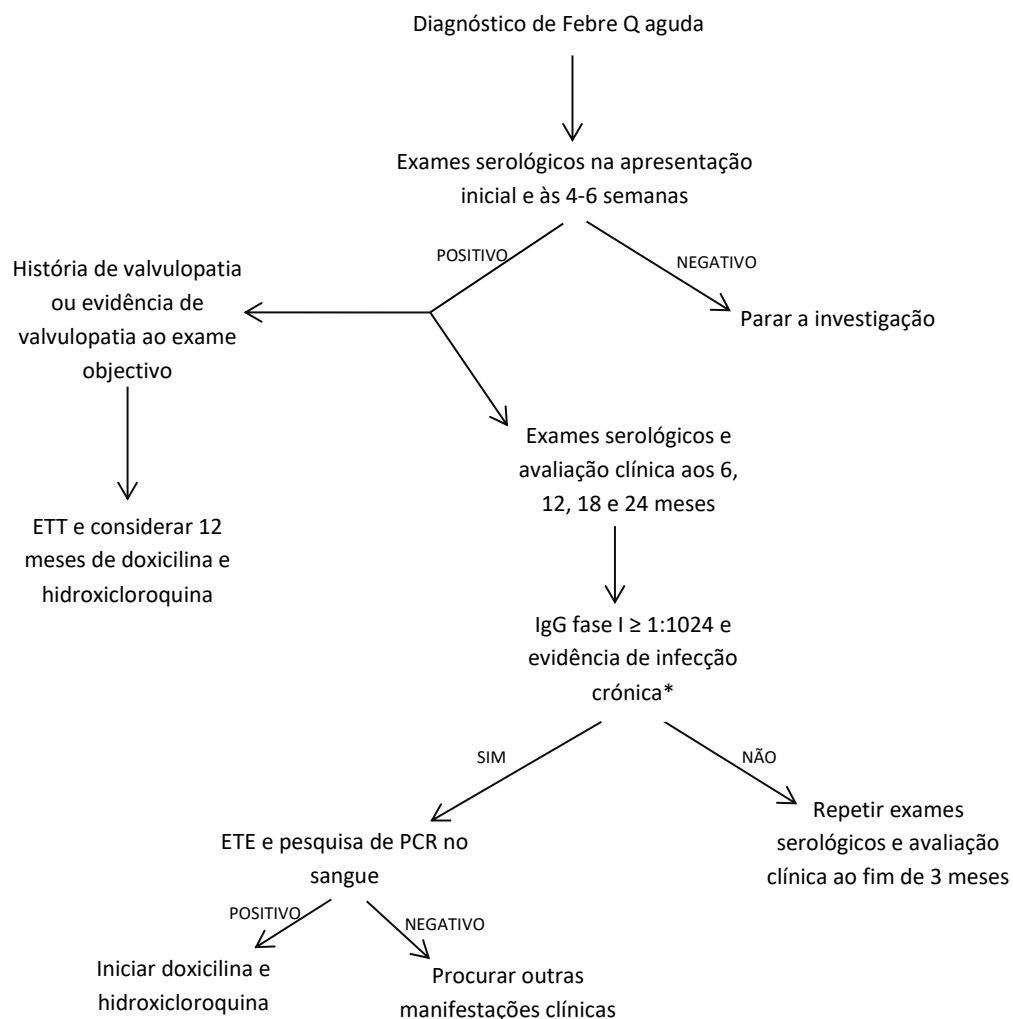 Diagnóstico de Febre Q aguda
Exames serológicos na apresentação
inicial e às 4-6 semanas
POSITIVO
NEGATIVO
História de valvulopatia
ou evidência de
valvulopatia ao exame
objectivo
Parar a investigação
Exames serológicos e
avaliação clínica aos 6,
12, 18 e 24 meses
ETT e considerar 12
meses de doxicilina e
hidroxicloroquina
IgG fase I ≥ 1:1024 e
evidência de infecção
crónica*
SIM
NÃO
ETE e pesquisa de PCR no
sangue
Repetir exames
serológicos e avaliação
clínica ao fim de 3 meses
POSITIVO
NEGATIVO
Iniciar doxicilina e
hidroxicloroquina
Procurar outras
manifestações clínicas